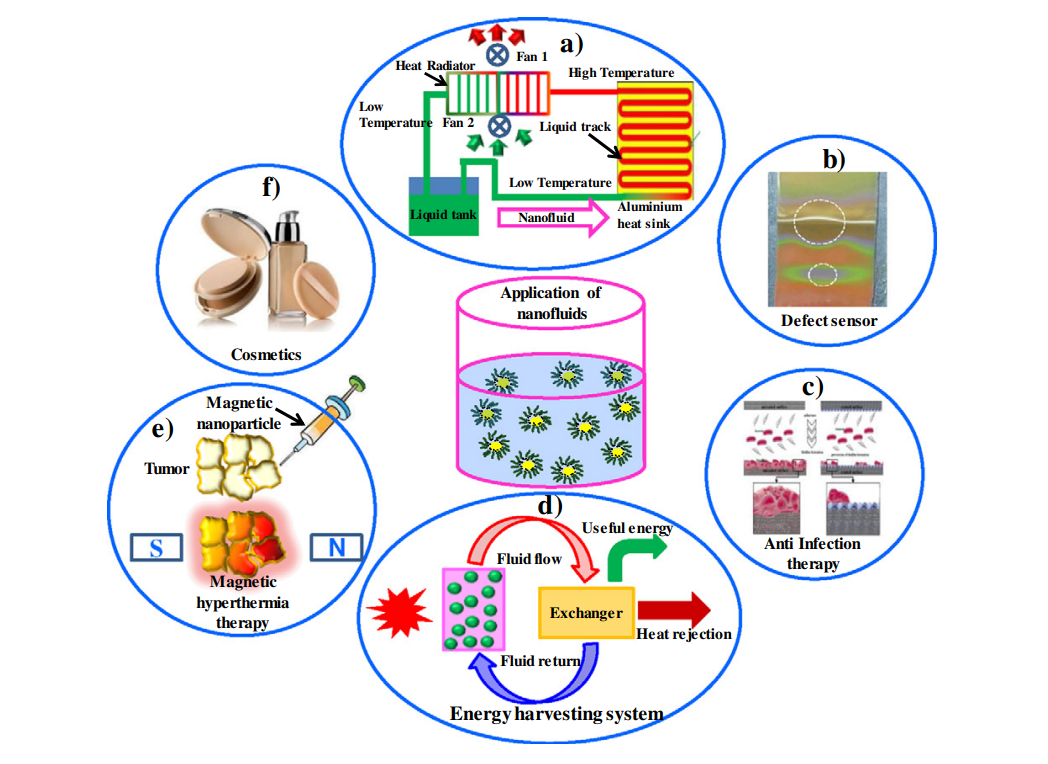 a)
Fan 1
Heat Radiator
High Temperature
Low
Temperature
Fan 2
Liquid track
Low Temperature
Liquid tank
Nanofluid
Aluminium
heat sink
b)
Defect sensor
f)
Cosmetics
Application of
nanofluids
c)
Anti Infection
therapy
e)
Magnetic
nanoparticle
Tumor
S
N
Magnetic
hyperthermia
therapy
d)
Useful energy
Fluid flow
Exchanger
Heat rejection
Fluid return
Energy harvesting system